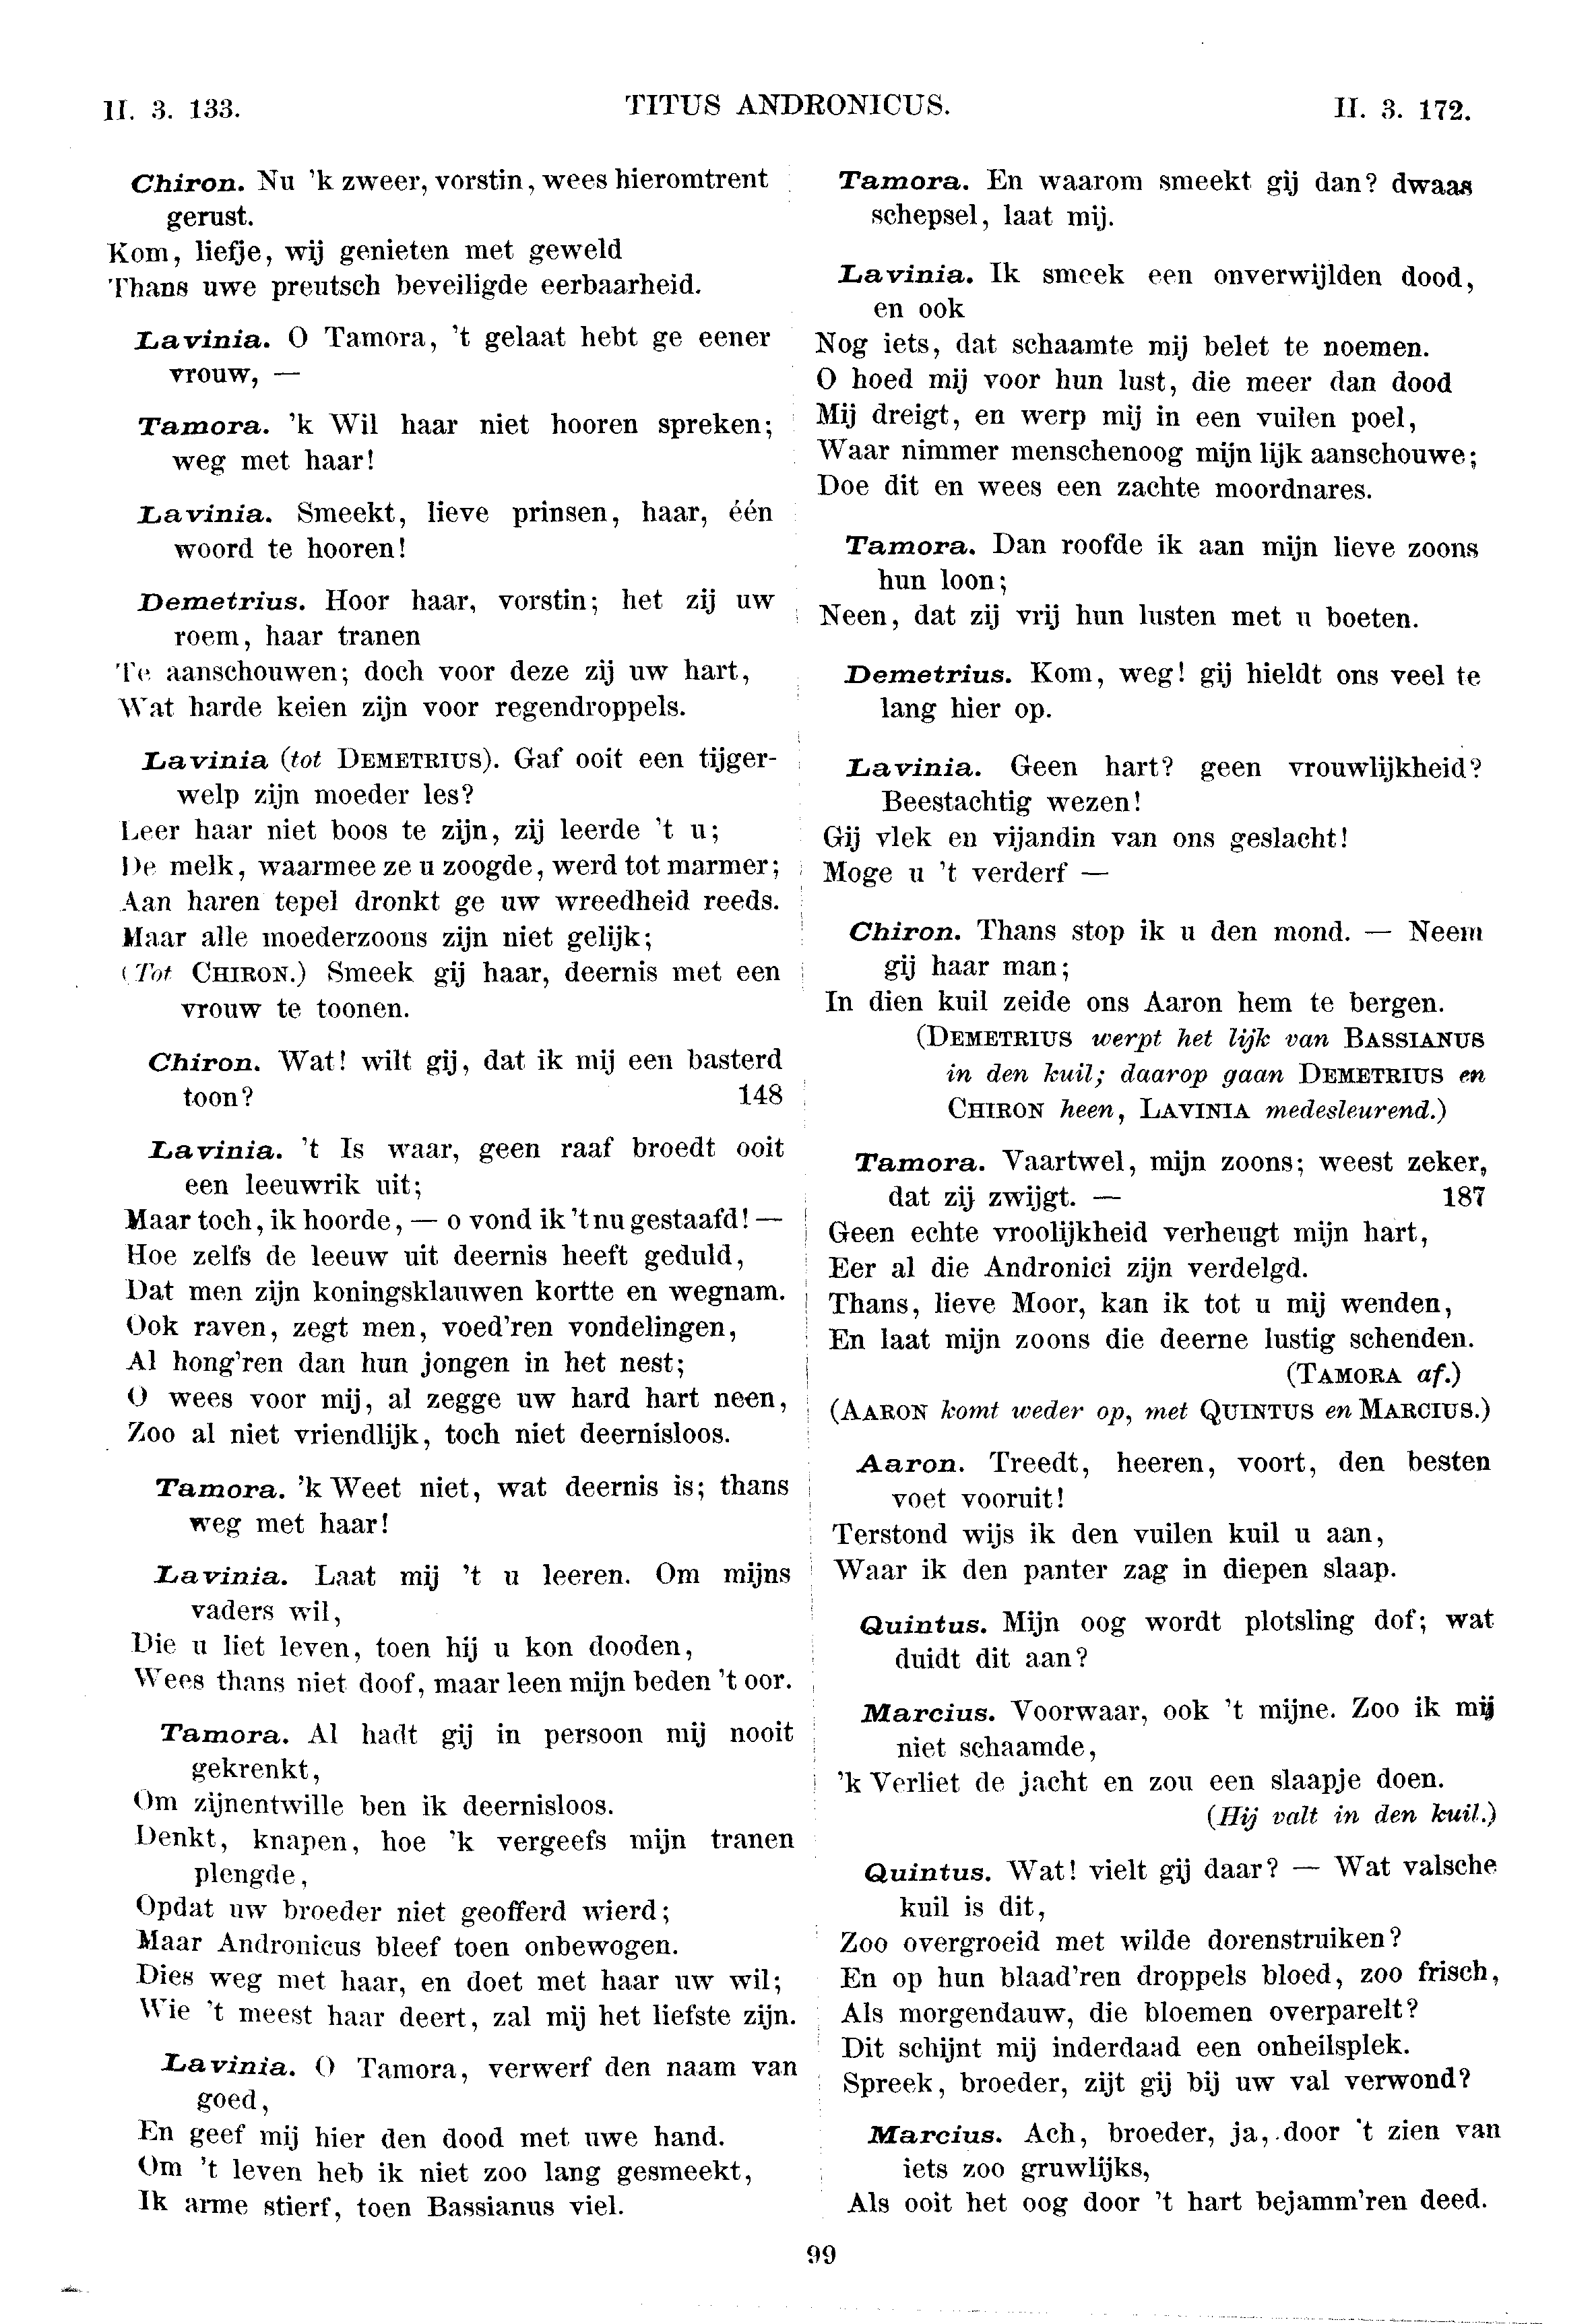 II. 3. 133.
TITUS ANDRONICUS.
II. 3. 172.
Chiron. Nu 'k zweer, vorstin, wees hieromtrent
gerust.
Kom, liefje, wij genieten met geweld
Thans uwe preutsch beveiligde eerbaarheid.
Lavinia. O Tamora, 't gelaat hebt ge eener
vrouw, —
Tamora. 'k Wil haar niet hooren spreken;
weg met haar!
Lavinia. Smeekt, lieve prinsen, haar, één
woord te hooren!
Demetrius. Hoor haar, vorstin; het zij uw
roem, haar tranen
Te aanschouwen; doch voor deze zij uw hart,
Wat harde keien zijn voor regendroppels.
Lavinia (tot DEMETRIUS). Gaf ooit een tijger-
welp zijn moeder les?
Leer haar niet boos te zijn, zij leerde 't u;
De melk, waarmee ze u zoogde, werd tot marmer;
Aan haren tepel dronkt ge uw wreedheid reeds.
Maar alle moederzoons zijn niet gelijk;
(Tot CHIRON.) Smeek gij haar, deernis met een
vrouw te toonen.
Chiron. Wat! wilt gij, dat ik mij een basterd
toon? 148
Lavinia. 't Is waar, geen raaf broedt ooit
een leeuwrik uit;
Maar toch, ik hoorde, — o vond ik 't nu gestaafd! —
Hoe zelfs de leeuw uit deernis heeft geduld,
Dat men zijn koningsklauwen kortte en wegnam.
Ook raven, zegt men, voed'ren vondelingen,
Al hong'ren dan hun jongen in het nest;
O wees voor mij, al zegge uw hard hart neen,
Zoo al niet vriendlijk, toch niet deernisloos.
Tamora. 'k Weet niet, wat deernis is; thans
weg met haar!
Lavinia. Laat mij 't u leeren. Om mijns
vaders wil,
Die u liet leven, toen hij u kon dooden,
Wees thans niet doof, maar leen mijn beden 't oor.
Tamora. Al hadt gij in persoon mij nooit
gekrenkt,
Om zijnentwille ben ik deernisloos.
Denkt, knapen, hoe 'k vergeefs mijn tranen
plengde,
Opdat uw broeder niet geofferd wierd;
Maar Andronicus bleef toen onbewogen.
Dies weg met haar, en doet met haar uw wil;
Wie 't meest haar deert, zal mij het liefste zijn.
Lavinia. O Tamora, verwerf den naam van
goed,
En geef mij hier den dood met uwe hand.
Om 't leven heb ik niet zoo lang gesmeekt,
Ik arme stierf, toen Bassianus viel.
Tamora. En waarom smeekt gij dan? dwaas
schepsel, laat mij.
Lavinia. Ik smeek een onverwijlden dood,
en ook
Nog iets, dat schaamte mij belet te noemen.
O hoed mij voor hun lust, die meer dan dood
Mij dreigt, en werp mij in een vuilen poel,
Waar nimmer menschenoog mijn lijk aanschouwe;
Doe dit en wees een zachte moordnares.
Tamora. Dan roofde ik aan mijn lieve zoons
hun loon;
Neen, dat zij vrij hun lusten met u boeten.
Demetrius. Kom, weg! gij hieldt ons veel te
lang hier op.
Lavinia. Geen hart? geen vrouwlijkheid?
Beestachtig wezen!
Gij vlek en vijandin van ons geslacht!
Moge u 't verderf —
Chiron. Thans stop ik u den mond. — Neem
gij haar man;
In dien kuil zeide ons Aaron hem te bergen.
(DEMETRIUS werpt het lijk van BASSIANUS
in den kuil; daarop gaan DEMETRIUS en
CHIRON heen, LAVINIA medesleurend.)
Tamora. Vaartwel, mijn zoons; weest zeker,
dat zij zwijgt. — 187
Geen echte vroolijkheid verheugt mijn hart,
Eer al die Andronici zijn verdelgd.
Thans, lieve Moor, kan ik tot u mij wenden,
En laat mijn zoons die deerne lustig schenden.
(TAMORA af.)
(AARON komt weder op, met QUINTUS en MARCIUS.)
Aaron. Treedt, heeren, voort, den besten
voet vooruit!
Terstond wijs ik den vuilen kuil u aan,
Waar ik den panter zag in diepen slaap.
Quintus. Mijn oog wordt plotsling dof; wat
duidt dit aan?
Marcius. Voorwaar, ook 't mijne. Zoo ik mij
niet schaamde,
'k Verliet de jacht en zou een slaapje doen.
(Hij valt in den kuil.)
Quintus. Wat! vielt gij daar? — Wat valsche
kuil is dit,
Zoo overgroeid met wilde dorenstruiken?
En op hun blaad'ren droppels bloed, zoo frisch,
Als morgendauw, die bloemen overparelt?
Dit schijnt mij inderdaad een onheilsplek.
Spreek, broeder, zijt gij bij uw val verwond?
Marcius. Ach, broeder, ja, door 't zien van
iets zoo gruwlijks,
Als ooit het oog door 't hart bejamm'ren deed.
99